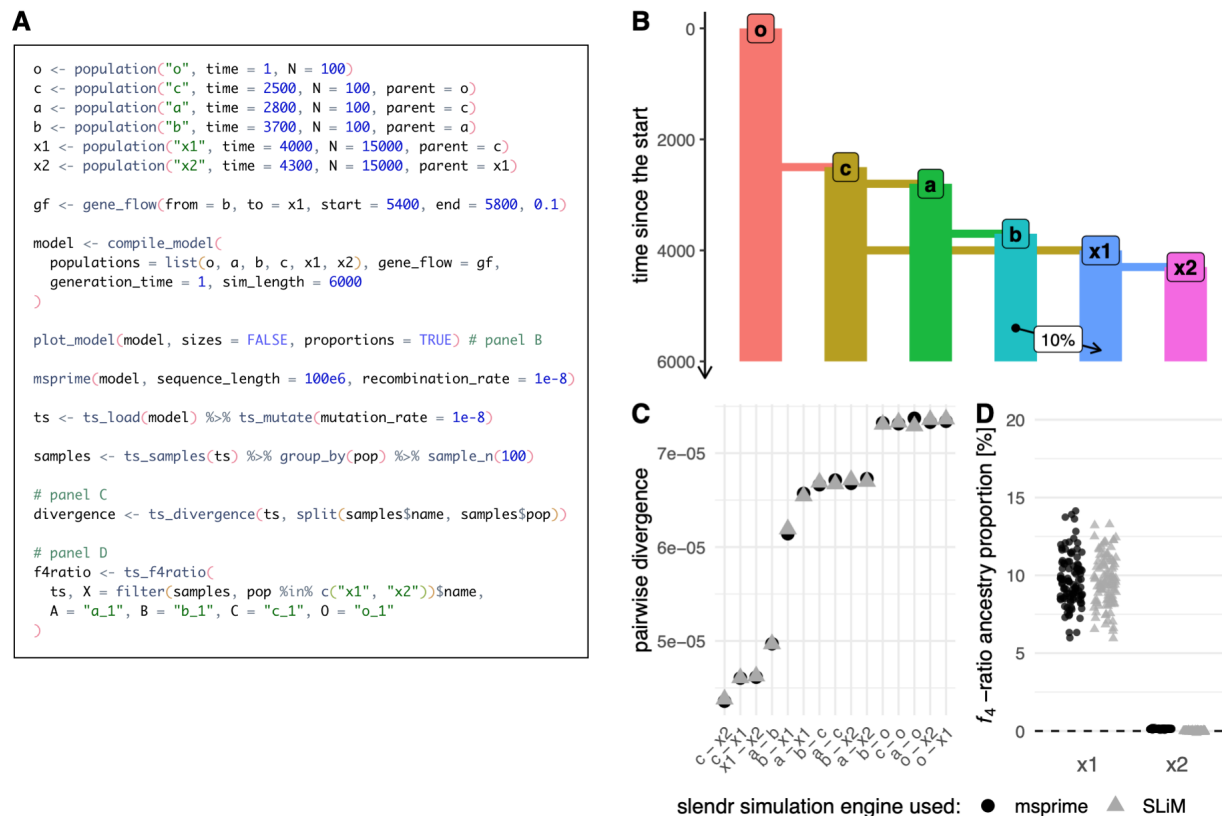 A
o <- population("o", time = 1, N = 100)
c <- population("c", time = 2500, N = 100, parent = o)
a <- population("a", time = 2800, N = 100, parent = c)
b <- population("b", time = 3700, N = 100, parent = a)
x1 <- population("x1", time = 4000, N = 15000, parent = c)
x2 <- population("x2", time = 4300, N = 15000, parent = x1)
gf <- gene_flow(from = b, to = x1, start = 5400, end = 5800, 0.1)
model <- compile_model(
populations = list(o, a, b, c, x1, x2), gene_flow = gf,
generation_time = 1, sim_length = 6000
)
plot_model(model, sizes = FALSE, proportions = TRUE) # panel B
msprime(model, sequence_length = 100e6, recombination_rate = 1e-8)
ts <- ts_load(model) %>% ts_mutate(mutation_rate = 1e-8)
samples <- ts_samples(ts) %>% group_by(pop) %>% sample_n(100)
# panel C
divergence <- ts_divergence(ts, split(samples$name, samples$pop))
# panel D
f4ratio <- ts_f4ratio(
ts, X = filter(samples, pop %in% c("x1", "x2"))$name,
A = "a_1", B = "b_1", C = "c_1", O = "o_1"
)
B
time since the start
0
2000
4000
6000
o
c
a
b
x1
x2
10%
C
pairwise divergence
7e-05
6e-05
5e-05
c – x2
c – x1
x1 – x2
a – b
b – x1
a – x1
b – c
a – c
b – x2
a – x2
b – o
c – o
a – o
o – x2
o – x1
D
f4 –ratio ancestry proportion [%]
20
15
10
5
0
x1
x2
slendr simulation engine used: msprime SLiM